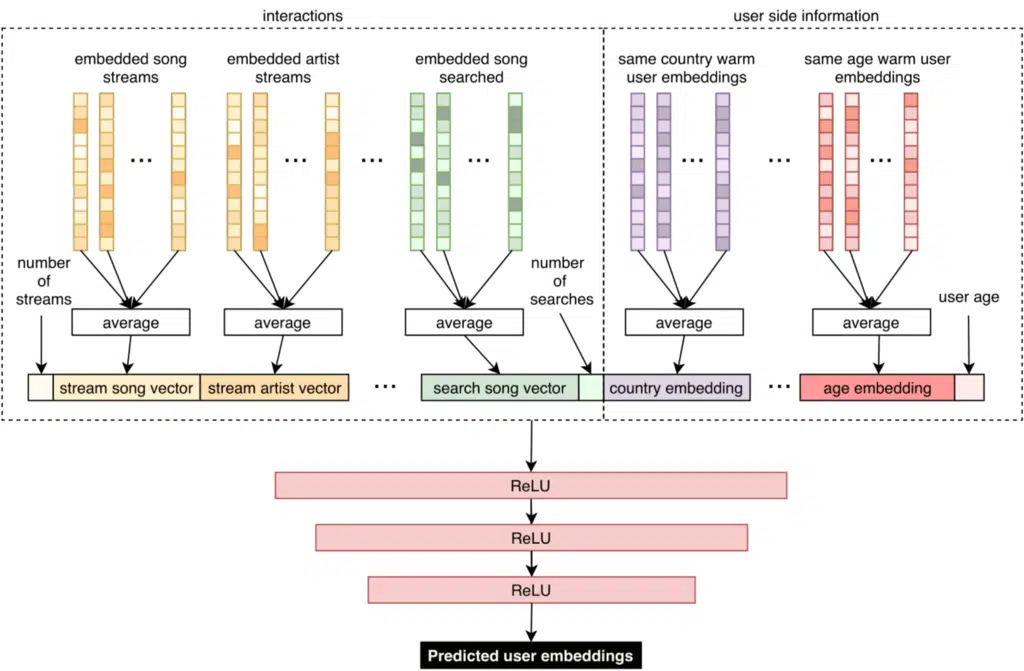 interactions
user side information
embedded song
streams
embedded artist
streams
embedded song
searched
same country warm
user embeddings
same age warm user
embeddings
...
...
...
...
...
...
...
number
of
streams
number
of
searches
user age
average
average
average
average
average
stream song vector
stream artist vector
...
search song vector
country embedding
...
age embedding
ReLU
ReLU
ReLU
Predicted user embeddings